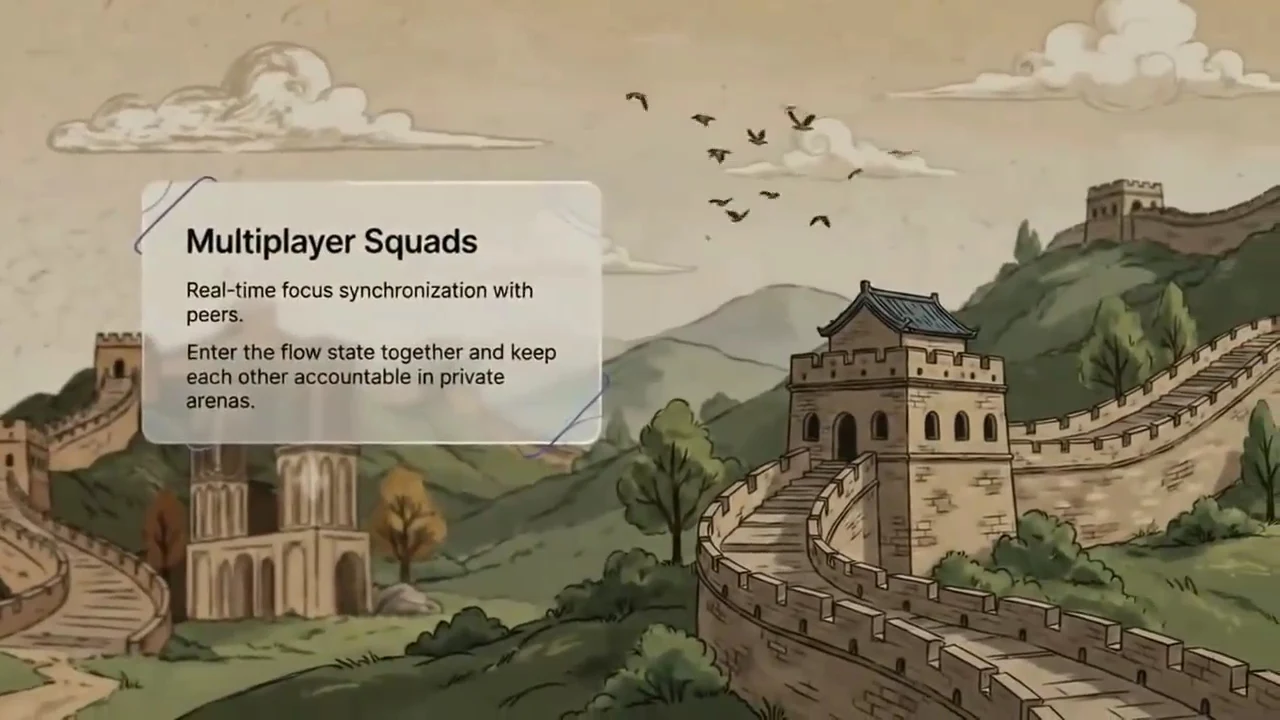 Multiplayer Squads
Real-time focus synchronization with
peers.
Enter the flow state together and keep
each other accountable in private
arenas.